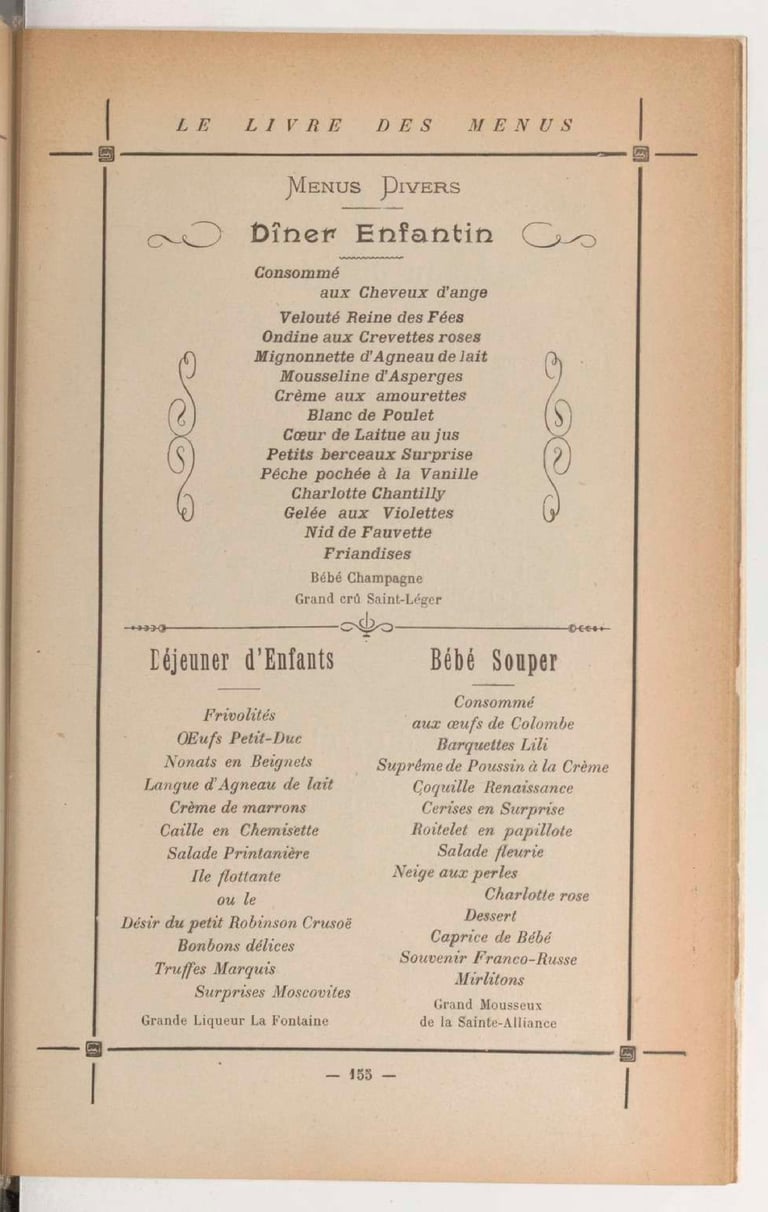 LE LIVRE DES MENUS
MENUS DIVERS
Dîner Enfantin
Consommé
aux Cheveux d'ange
Velouté Reine des Fées
Ondine aux Crevettes roses
Mignonnette d'Agneau de lait
Mousseline d'Asperges
Crème aux amourettes
Blanc de Poulet
Cœur de Laitue au jus
Petits berceaux Surprise
Pêche pochée à la Vanille
Charlotte Chantilly
Gelée aux Violettes
Nid de Fauvette
Friandises
Bébé Champagne
Grand crû Saint-Léger
Déjeuner d'Enfants
Frivolités
Œufs Petit-Duc
Nonats en Beignets
Langue d'Agneau de lait
Crème de marrons
Caille en Chemisette
Salade Printanière
Ile flottante
ou le
Désir du petit Robinson Crusoë
Bonbons délices
Truffes Marquis
Surprises Moscovites
Grande Liqueur La Fontaine
Bébé Souper
Consommé
aux œufs de Colombe
Barquettes Lili
Suprême de Poussin à la Crème
Coquille Renaissance
Cerises en Surprise
Roitelet en papillote
Salade fleurie
Neige aux perles
Charlotte rose
Dessert
Caprice de Bébé
Souvenir Franco-Russe
Mirlitons
Grand Mousseux
de la Sainte-Alliance
— 155 —